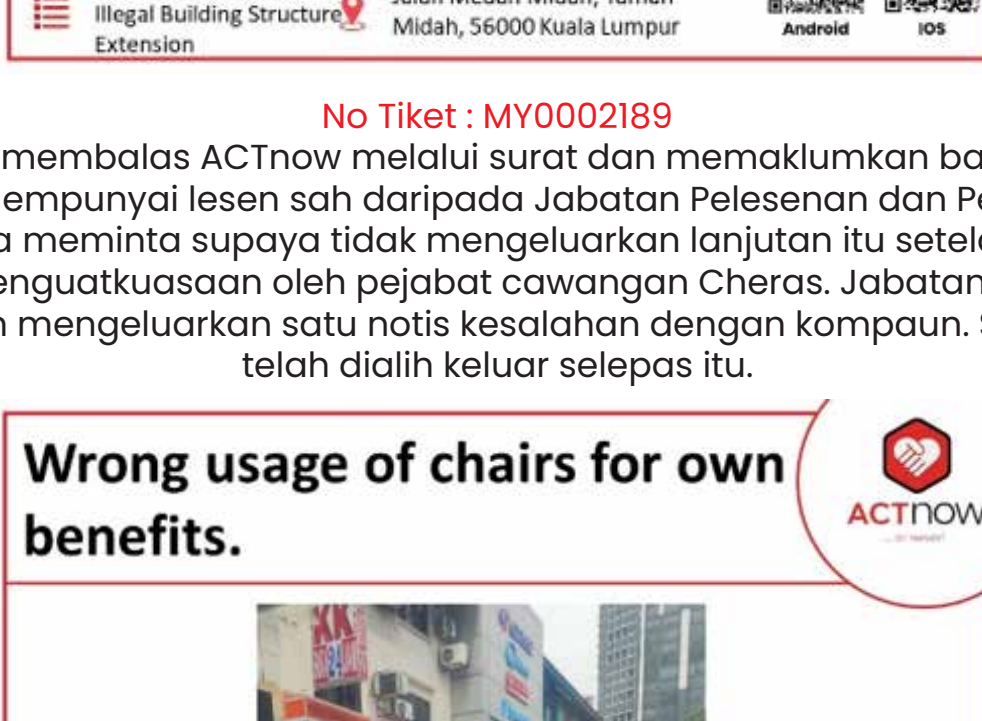 Illegal Building Structure
Extension
Midah, 56000 Kuala Lumpur
Android
IOS
No Tiket : MY0002189
membalas ACTnow melalui surat dan memaklumkan ba
empunyai lesen sah daripada Jabatan Pelesenan dan Pe
a meminta supaya tidak mengeluarkan lanjutan itu setela
enguatkuasaan oleh pejabat cawangan Cheras. Jabatan
n mengeluarkan satu notis kesalahan dengan kompaun. S
telah dialih keluar selepas itu.
Wrong usage of chairs for own
benefits.
ACTnow
KK
24